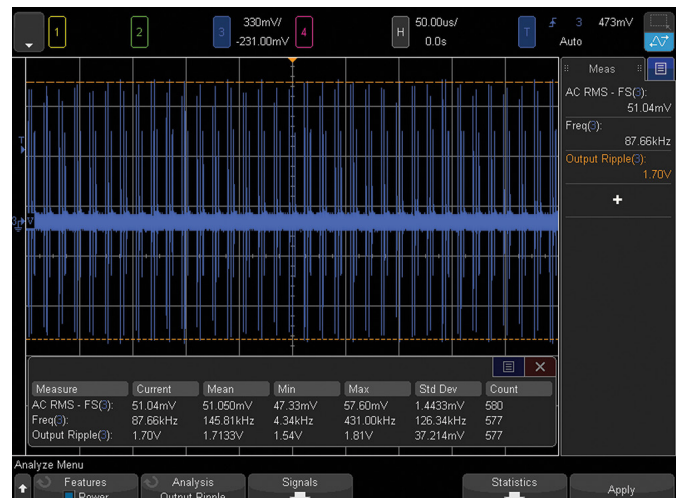 1 2 3 330mV/ -231.00mV 4 H 50.00us/ 0.0s T 3 473mV Auto
Meas
AC RMS - FS(3):
51.04mV
Freq(3):
87.66kHz
Output Ripple(3):
1.70V
+
T
3 V
Measure Current Mean Min Max Std Dev Count
AC RMS - FS(3): 51.04mV 51.050mV 47.33mV 57.60mV 1.4433mV 580
Freq(3): 87.66kHz 145.81kHz 4.34kHz 431.00kHz 126.34kHz 577
Output Ripple(3): 1.70V 1.7133V 1.54V 1.81V 37.214mV 577
Analyze Menu
Features Analysis Signals Statistics Apply
Power Output Ripple